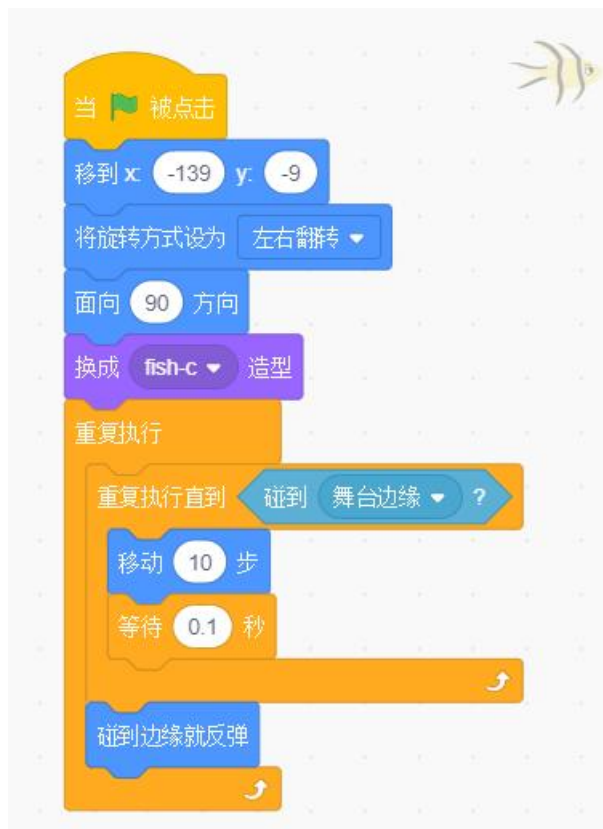 当 被点击
移到 x: -139 y: -9
将旋转方式设为 左右翻转
面向 90 方向
换成 fish-c 造型
重复执行
重复执行直到 碰到 舞台边缘 ?
移动 10 步
等待 0.1 秒
碰到边缘就反弹